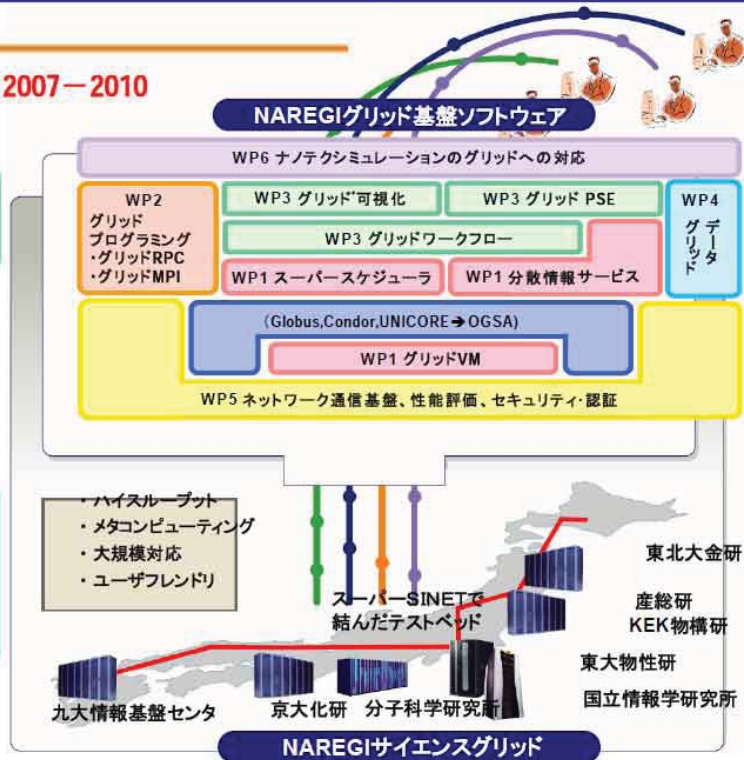 2007－2010
NAREGIグリッド基盤ソフトウェア
WP6 ナノテクシミュレーションのグリッドへの対応
WP2
グリッド
プログラミング
・グリッドRPC
・グリッドMPI
WP3 グリッド可視化
WP3 グリッド PSE
WP3 グリッドワークフロー
WP1 スーパースケジューラ
WP1 分散情報サービス
WP4
データ
グリッド
(Globus,Condor,UNICORE➔OGSA)
WP1 グリッドVM
WP5 ネットワーク通信基盤、性能評価、セキュリティ・認証
・ ハイスループット
・ メタコンピューティング
・ 大規模対応
・ ユーザフレンドリ
スーパーSINETで
結んだテストベッド
東北大金研
産総研
KEK物構研
東大物性研
国立情報学研究所
九大情報基盤センタ
京大化研
分子科学研究所
NAREGIサイエンスグリッド